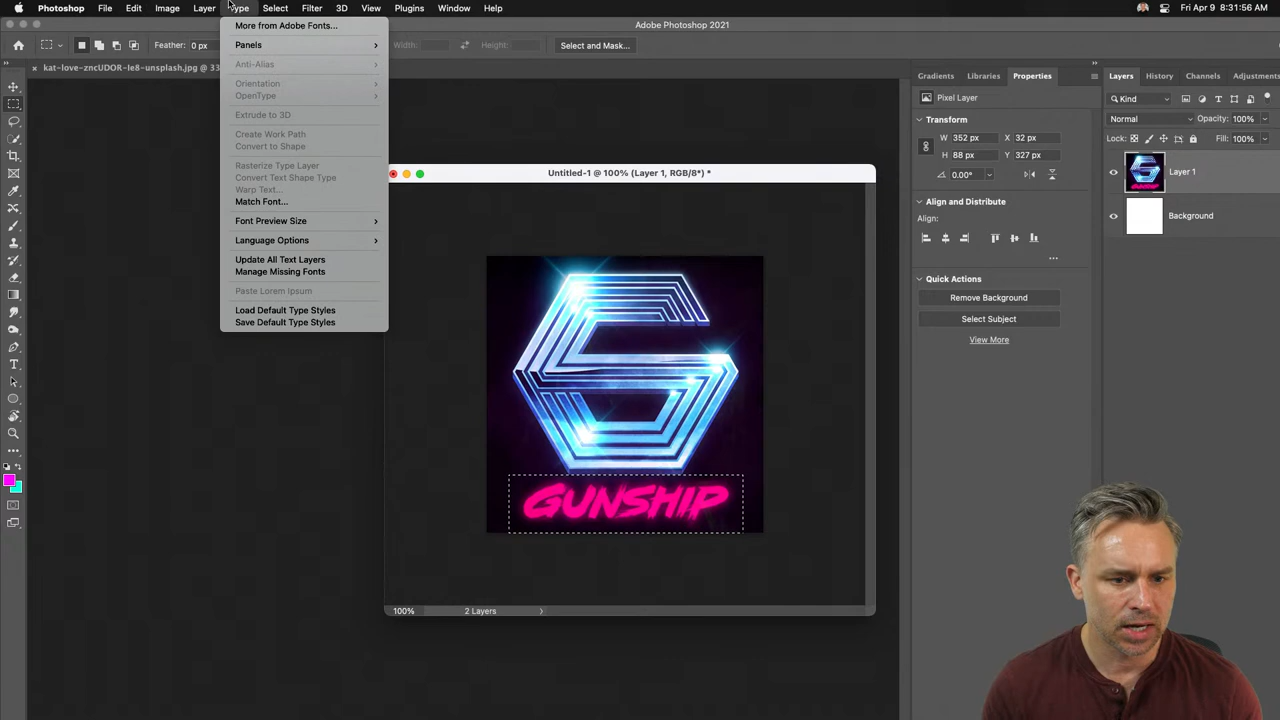 Photoshop File Edit Image Layer Type Select Filter 3D View Plugins Window Help Fri Apr 9 8:31:56 AM
Adobe Photoshop 2021
Feather: 0 px Width: Height: Select and Mask...
kat-love-zncUDOR-Ie8-unsplash.jpg @ 33
More from Adobe Fonts...
Panels
Anti-Alias
Orientation
OpenType
Extrude to 3D
Create Work Path
Convert to Shape
Rasterize Type Layer
Convert Text Shape Type
Warp Text...
Match Font...
Font Preview Size
Language Options
Update All Text Layers
Manage Missing Fonts
Paste Lorem Ipsum
Load Default Type Styles
Save Default Type Styles
Untitled-1 @ 100% (Layer 1, RGB/8*) *
GUNSHIP
100% 2 Layers
Gradients Libraries Properties
Pixel Layer
Transform
W 352 px X 32 px
H 88 px Y 327 px
0.00°
Align and Distribute
Align:
Quick Actions
Remove Background
Select Subject
View More
Layers History Channels Adjustments
Kind
Normal Opacity: 100%
Lock: Fill: 100%
Layer 1
Background